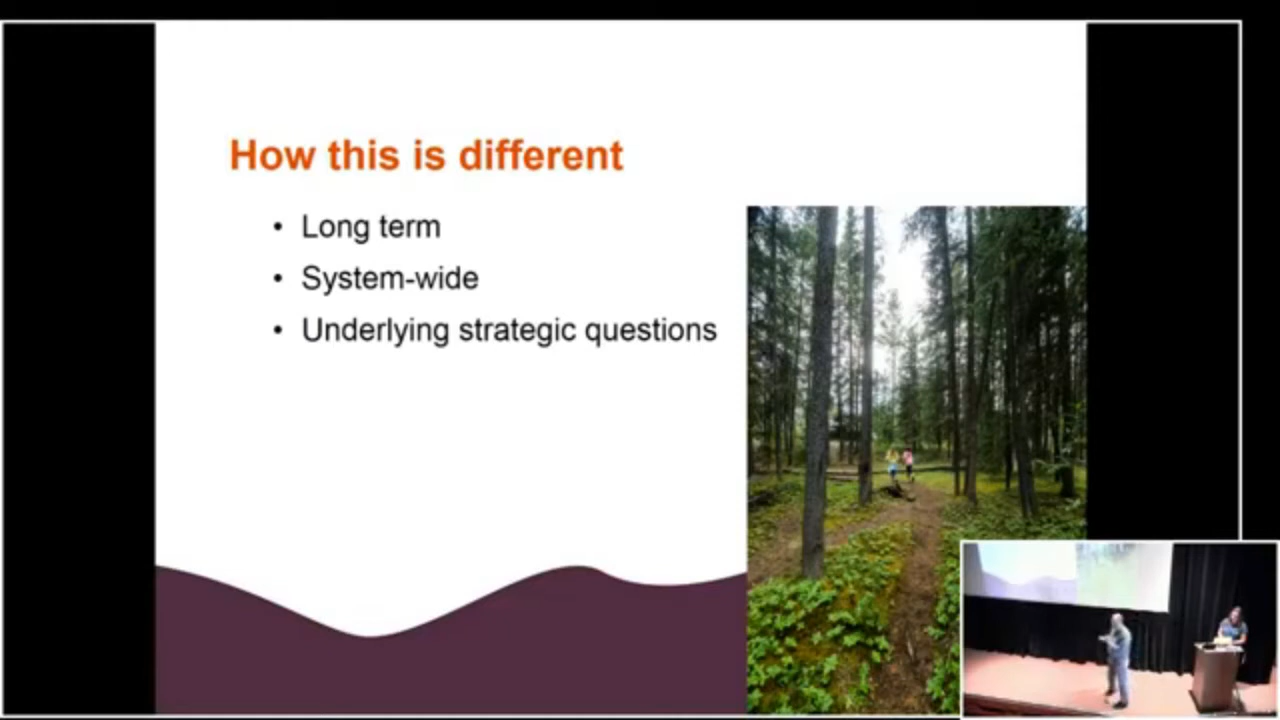 How this is different
• Long term
• System-wide
• Underlying strategic questions